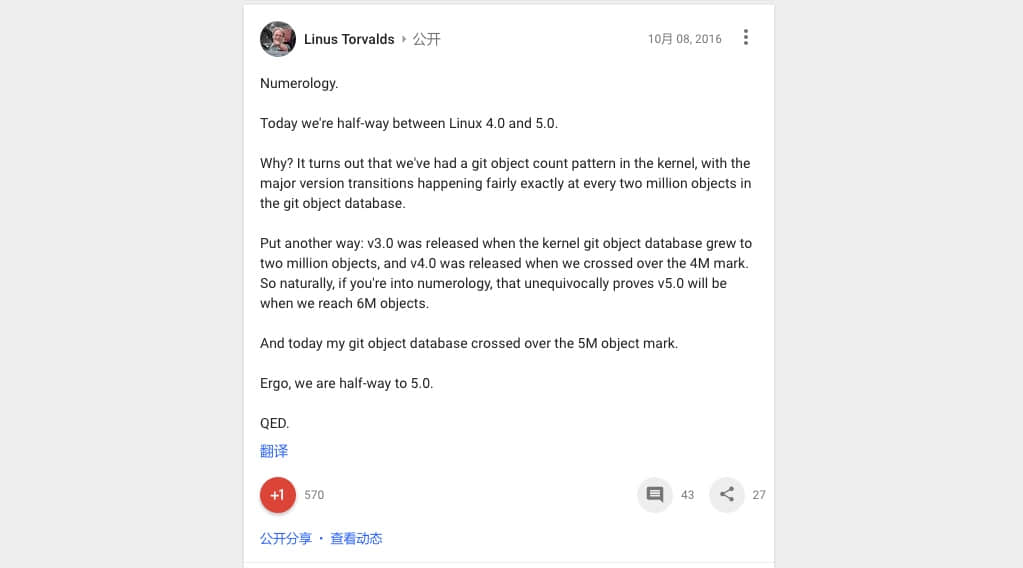 Linus Torvalds ▸ 公开
10月 08, 2016
Numerology.
Today we're half-way between Linux 4.0 and 5.0.
Why? It turns out that we've had a git object count pattern in the kernel, with the
major version transitions happening fairly exactly at every two million objects in
the git object database.
Put another way: v3.0 was released when the kernel git object database grew to
two million objects, and v4.0 was released when we crossed over the 4M mark.
So naturally, if you're into numerology, that unequivocally proves v5.0 will be
when we reach 6M objects.
And today my git object database crossed over the 5M object mark.
Ergo, we are half-way to 5.0.
QED.
翻译
+1 570
43
27
公开分享 · 查看动态